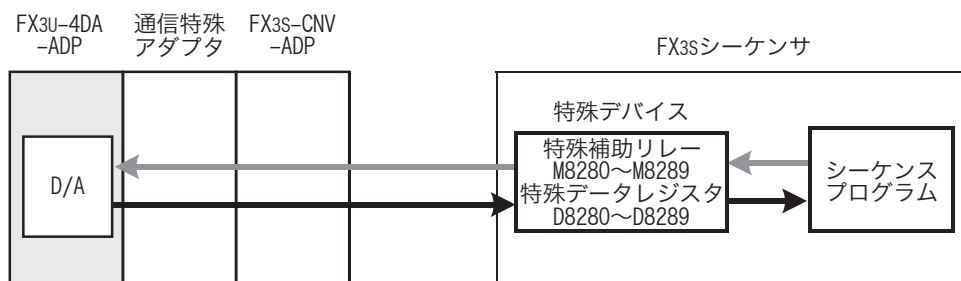 FX3U-4DA
-ADP
通信特殊
アダプタ
FX3S-CNV
-ADP
FX3Sシーケンサ
D/A
特殊デバイス
特殊補助リレー
M8280～M8289
特殊データレジスタ
D8280～D8289
シーケンス
プログラム